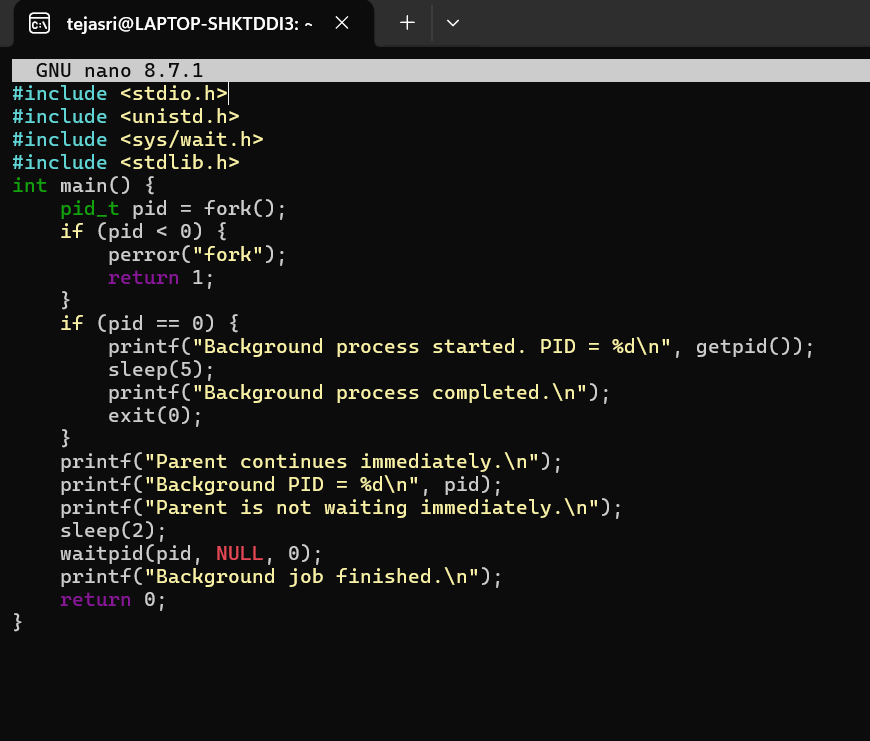 tejasri@LAPTOP-SHKTDDI3: ~
GNU nano 8.7.1
#include <stdio.h>
#include <unistd.h>
#include <sys/wait.h>
#include <stdlib.h>
int main() {
    pid_t pid = fork();
    if (pid < 0) {
        perror("fork");
        return 1;
    }
    if (pid == 0) {
        printf("Background process started. PID = %d\n", getpid());
        sleep(5);
        printf("Background process completed.\n");
        exit(0);
    }
    printf("Parent continues immediately.\n");
    printf("Background PID = %d\n", pid);
    printf("Parent is not waiting immediately.\n");
    sleep(2);
    waitpid(pid, NULL, 0);
    printf("Background job finished.\n");
    return 0;
}